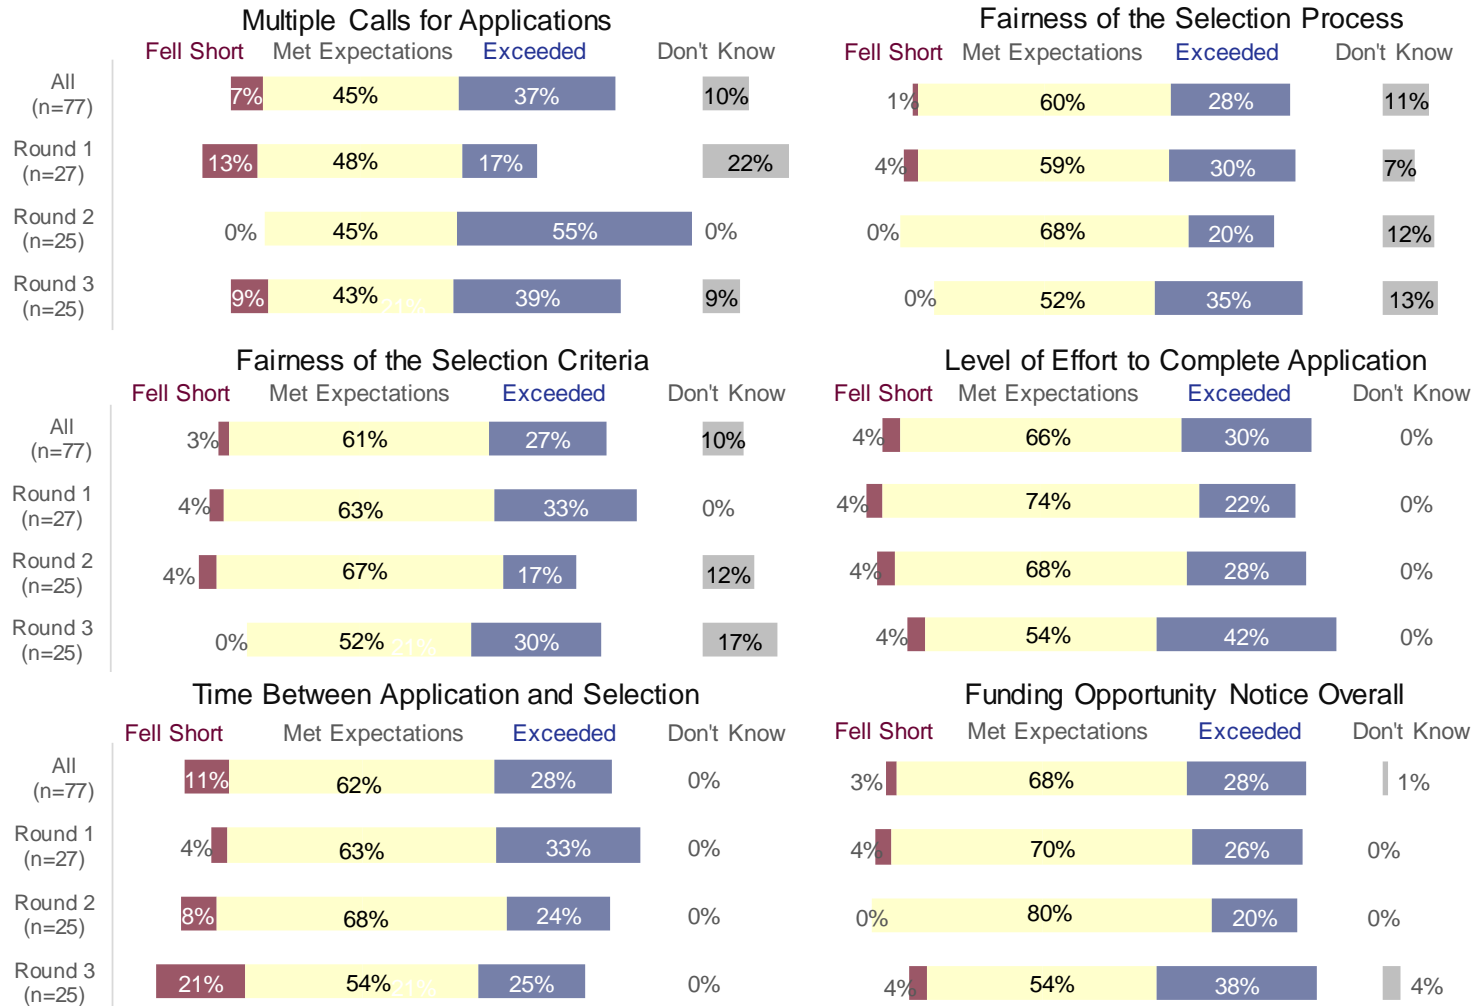 Multiple Calls for Applications
Fell Short Met Expectations Exceeded Don't Know
All
(n=77)
7% 45% 37% 10%
Round 1
(n=27)
13% 48% 17% 22%
Round 2
(n=25)
0% 45% 55% 0%
Round 3
(n=25)
9% 43% 21% 39% 9%
Fairness of the Selection Process
Fell Short Met Expectations Exceeded Don't Know
1% 60% 28% 11%
4% 59% 30% 7%
0% 68% 20% 12%
0% 52% 35% 13%
Fairness of the Selection Criteria
Fell Short Met Expectations Exceeded Don't Know
All
(n=77)
3% 61% 27% 10%
Round 1
(n=27)
4% 63% 33% 0%
Round 2
(n=25)
4% 67% 17% 12%
Round 3
(n=25)
0% 52% 21% 30% 17%
Level of Effort to Complete Application
Fell Short Met Expectations Exceeded Don't Know
4% 66% 30% 0%
4% 74% 22% 0%
4% 68% 28% 0%
4% 54% 42% 0%
Time Between Application and Selection
Fell Short Met Expectations Exceeded Don't Know
All
(n=77)
11% 62% 28% 0%
Round 1
(n=27)
4% 63% 33% 0%
Round 2
(n=25)
8% 68% 24% 0%
Round 3
(n=25)
21% 54% 21% 25% 0%
Funding Opportunity Notice Overall
Fell Short Met Expectations Exceeded Don't Know
3% 68% 28% 1%
4% 70% 26% 0%
0% 80% 20% 0%
4% 54% 38% 4%